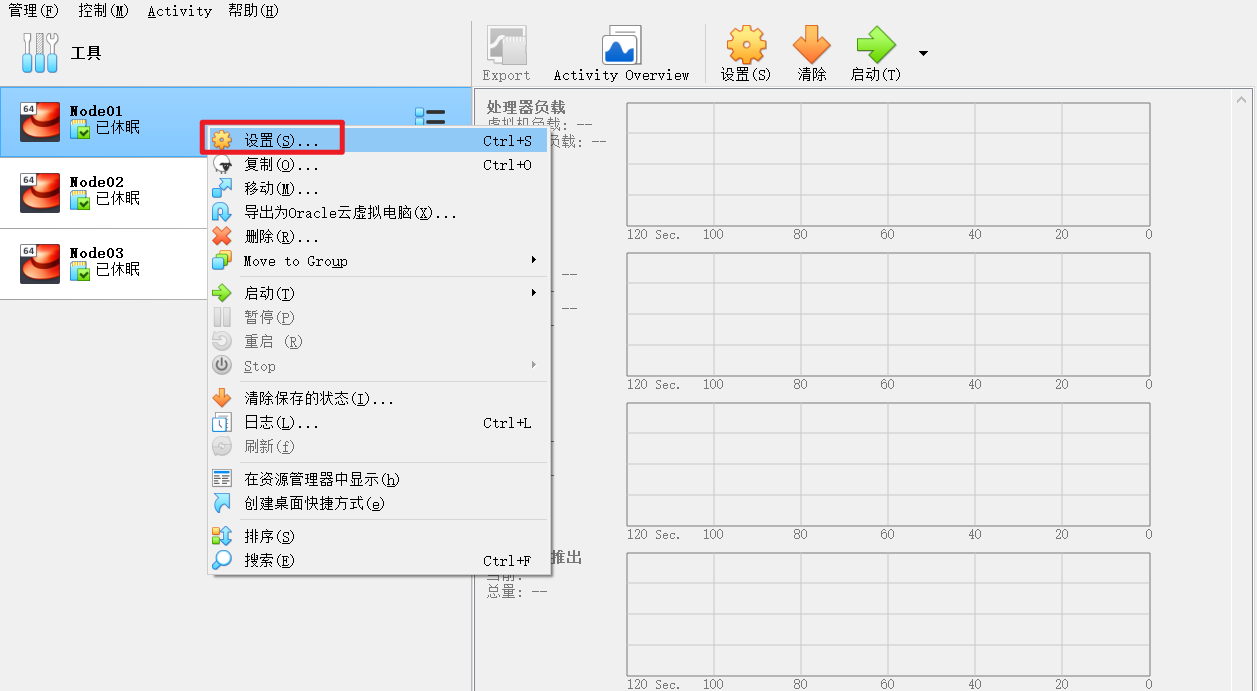 管理(F) 控制(M) Activity 帮助(H)
工具
Export Activity Overview 设置(S) 清除 启动(T)
64 Node01
已休眠
64 Node02
已休眠
64 Node03
已休眠
设置(S)... Ctrl+S
复制(O)... Ctrl+O
移动(M)...
导出为Oracle云虚拟电脑(X)...
删除(R)...
Move to Group
启动(T)
暂停(P)
重启 (R)
Stop
清除保存的状态(I)...
日志(L)... Ctrl+L
刷新(f)
在资源管理器中显示(h)
创建桌面快捷方式(e)
排序(S)
搜索(E) Ctrl+F
处理器负载
虚拟机负载: --
负载: --
120 Sec. 100 80 60 40 20 0
--
--
120 Sec. 100 80 60 40 20 0
120 Sec. 100 80 60 40 20 0
推出
当前:
总量: --
120 Sec. 100 80 60 40 20 0